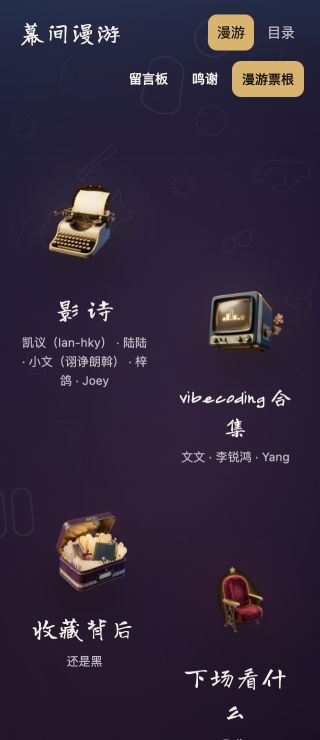 幕间漫游
漫游 目录
留言板 鸣谢 漫游票根
影诗
凯议（lan-hky） · 陆陆
· 小文（诩诤朗斡） · 梓
鸽 · Joey
vibecoding 合
集
文文 · 李锐鸿 · Yang
收藏背后
还是黑
下场看什
么